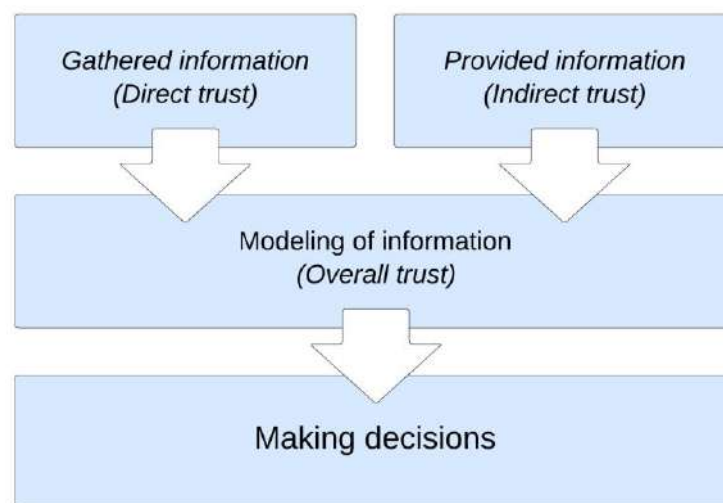 Gathered information
(Direct trust)
Provided information
(Indirect trust)
Modeling of information
(Overall trust)
Making decisions